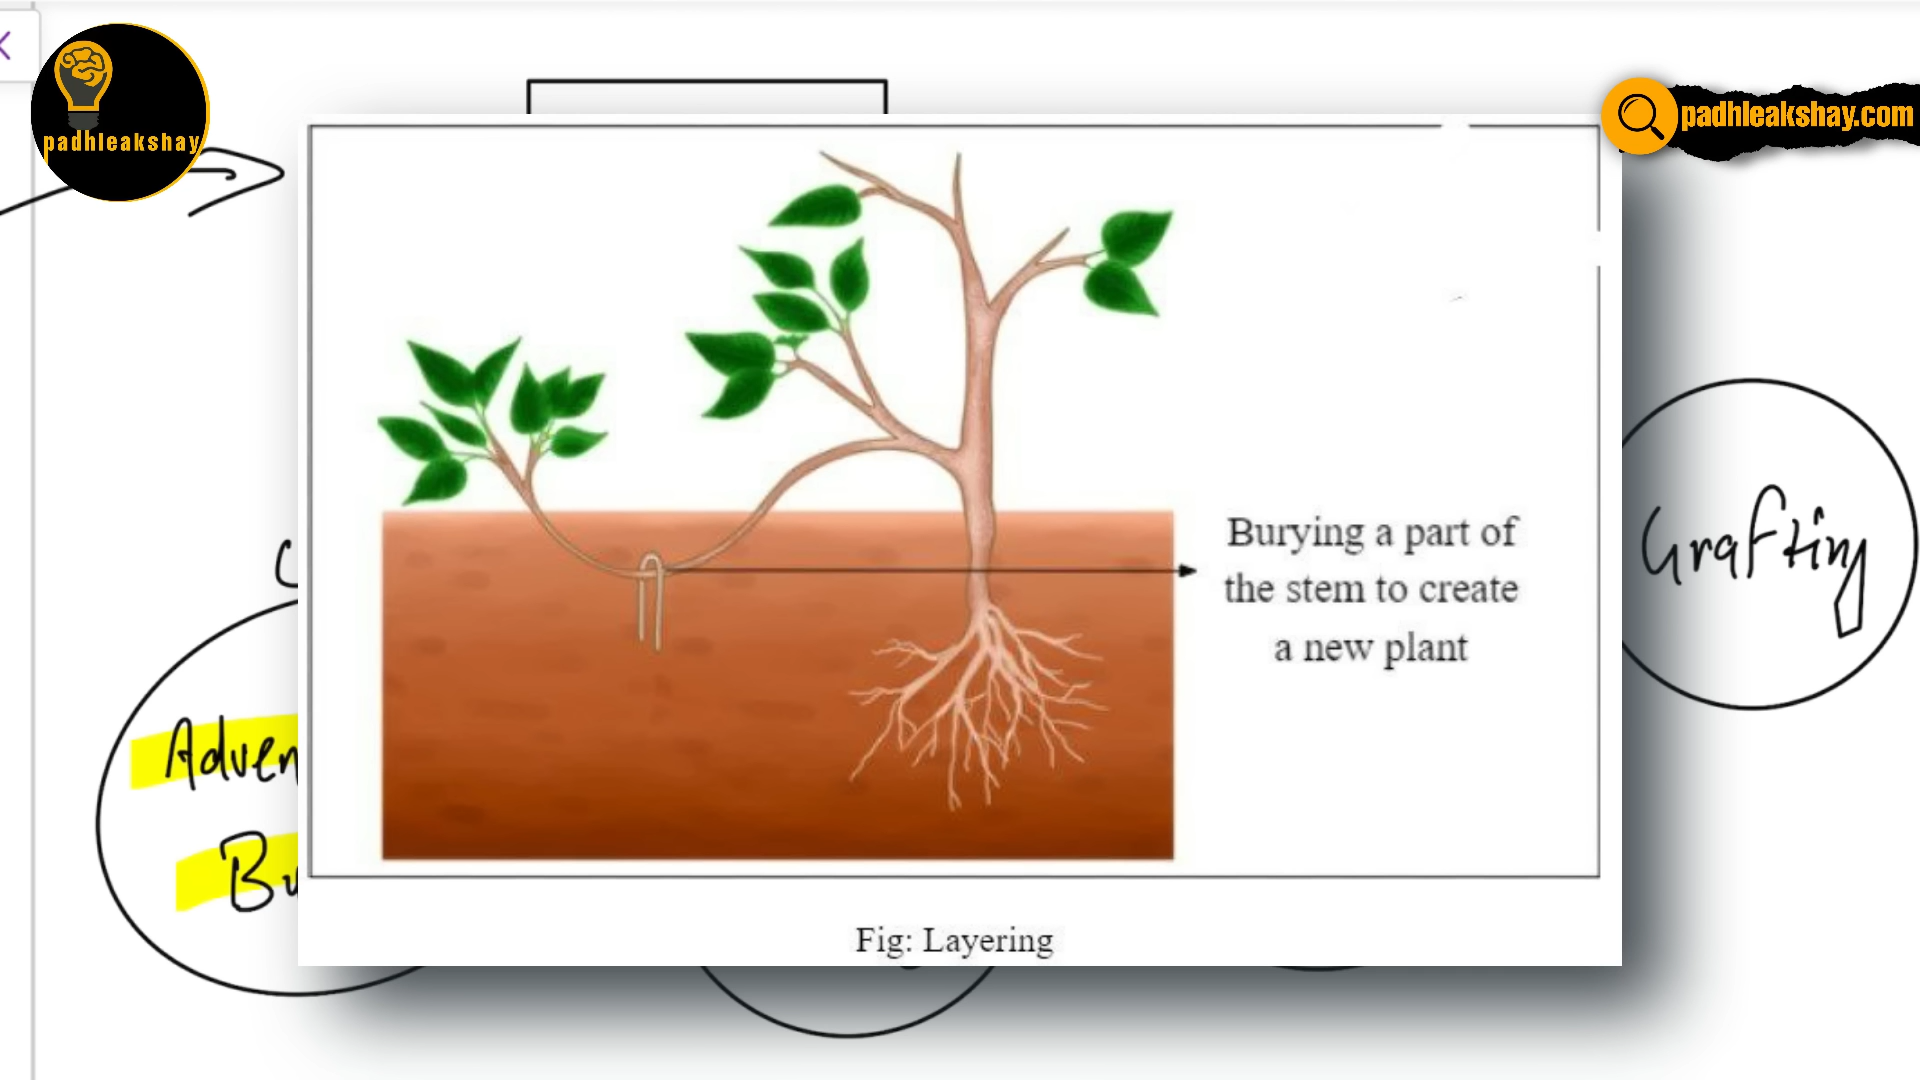 padhleakshay
padhleakshay.com
Burying a part of
the stem to create
a new plant
Grafting
Fig: Layering